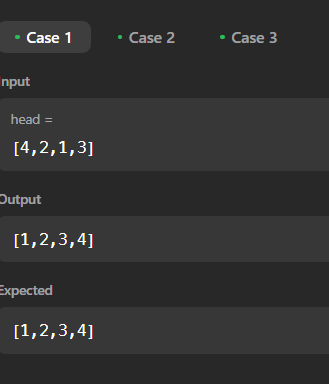 Case 1 Case 2 Case 3
Input
head =
[4,2,1,3]
Output
[1,2,3,4]
Expected
[1,2,3,4]